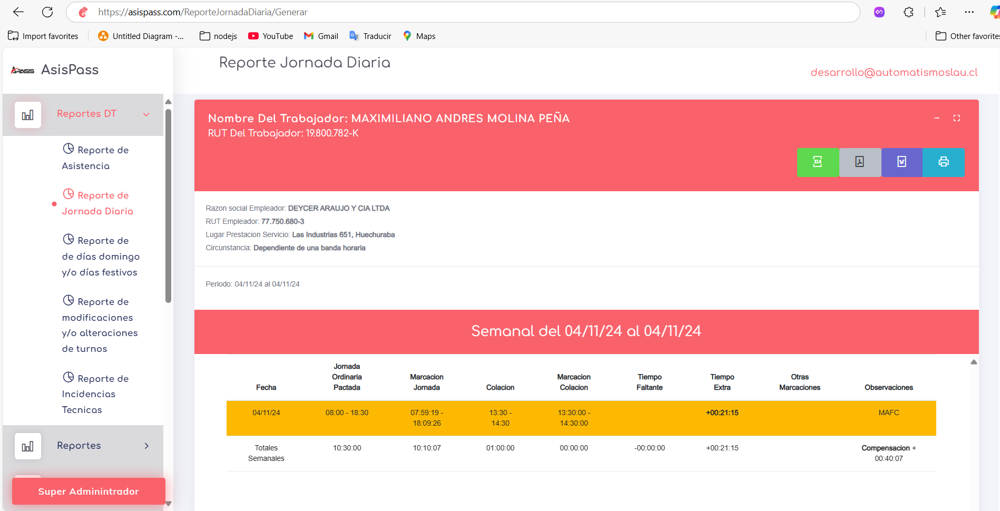 https://asispass.com/ReporteJornadaDiaria/Generar
Import favorites
Untitled Diagram -...
nodejs
YouTube
Gmail
Traducir
Maps
Other favorites
APASS AsisPass
Reporte Jornada Diaria
desarrollo@automatismoslau.cl
Reportes DT
Reporte de
Asistencia
Reporte de
Jornada Diaria
Reporte de
de días domingo
y/o días festivos
Reporte de
modificaciones
y/o alteraciones
de turnos
Reporte de
Incidencias
Tecnicas
Reportes
Super Adminintrador
Nombre Del Trabajador: MAXIMILIANO ANDRES MOLINA PEÑA
RUT Del Trabajador: 19.800.782-K
XLS
Razon social Empleador: DEYCER ARAUJO Y CIA LTDA
RUT Empleador: 77.750.680-3
Lugar Prestacion Servicio: Las Industrias 651, Huechuraba
Circunstancia: Dependiente de una banda horaria
Periodo: 04/11/24 al 04/11/24
Semanal del 04/11/24 al 04/11/24
Fecha
Jornada
Ordinaria
Pactada
Marcacion
Jornada
Colacion
Marcacion
Colacion
Tiempo
Faltante
Tiempo
Extra
Otras
Marcaciones
Observaciones
04/11/24
08:00 - 18:30
07:59:19 -
18:09:26
13:30 -
14:30
13:30:00 -
14:30:00
+00:21:15
MAFC
Totales
Semanales
10:30:00
10:10:07
01:00:00
00:00:00
-00:00:00
+00:21:15
Compensacion +
00:40:07